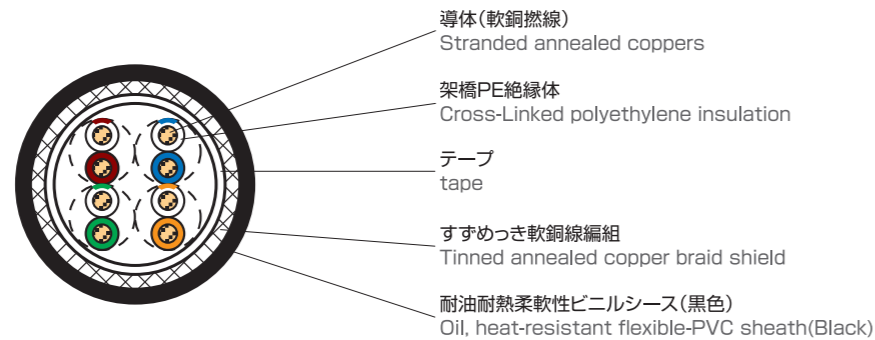 導体（軟銅撚線）
Stranded annealed coppers
架橋PE絶縁体
Cross-Linked polyethylene insulation
テープ
tape
すずめっき軟銅線編組
Tinned annealed copper braid shield
耐油耐熱柔軟性ビニルシース（黒色）
Oil, heat-resistant flexible-PVC sheath(Black)